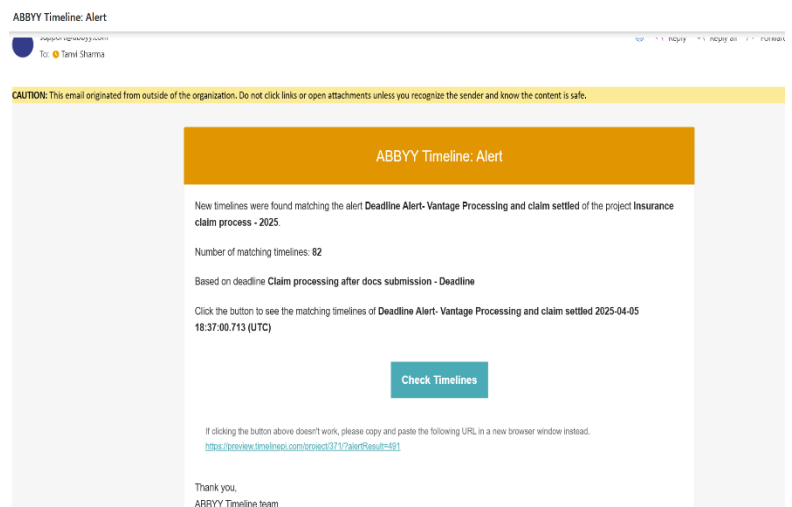 ABBYY Timeline: Alert
support@abbyy.com
Reply Reply all Forward
To: Tanvi Sharma
CAUTION: This email originated from outside of the organization. Do not click links or open attachments unless you recognize the sender and know the content is safe.
ABBYY Timeline: Alert
New timelines were found matching the alert Deadline Alert- Vantage Processing and claim settled of the project Insurance
claim process - 2025.
Number of matching timelines: 82
Based on deadline Claim processing after docs submission - Deadline
Click the button to see the matching timelines of Deadline Alert- Vantage Processing and claim settled 2025-04-05
18:37:00.713 (UTC)
Check Timelines
If clicking the button above doesn't work, please copy and paste the following URL in a new browser window instead.
https://preview.timelinepi.com/project/371/?alertResult=491
Thank you,
ABBYY Timeline team